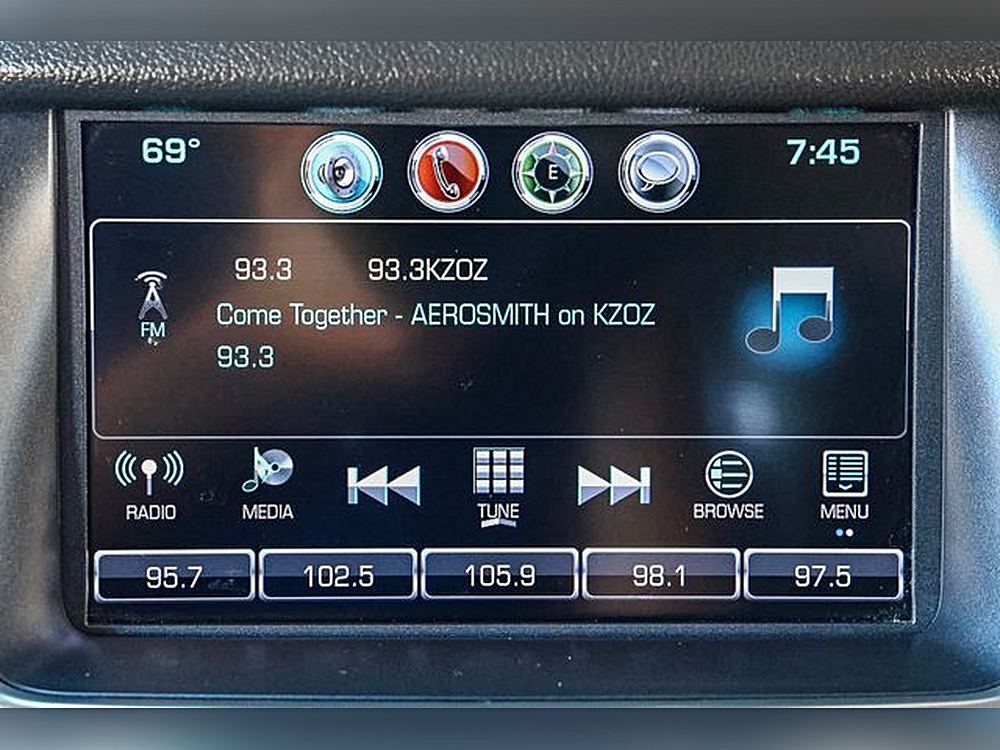 69° E 7:45
93.3 93.3KZOZ
Come Together - AEROSMITH on KZOZ
FM
93.3
RADIO MEDIA TUNE BROWSE MENU
95.7 102.5 105.9 98.1 97.5